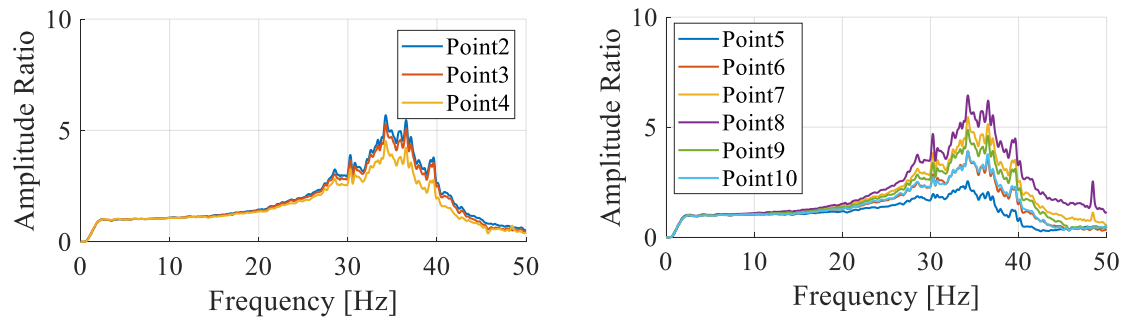 Amplitude Ratio
10
5
0
Point2
Point3
Point4
0 10 20 30 40 50
Frequency [Hz]
Amplitude Ratio
10
5
0
Point5
Point6
Point7
Point8
Point9
Point10
0 10 20 30 40 50
Frequency [Hz]